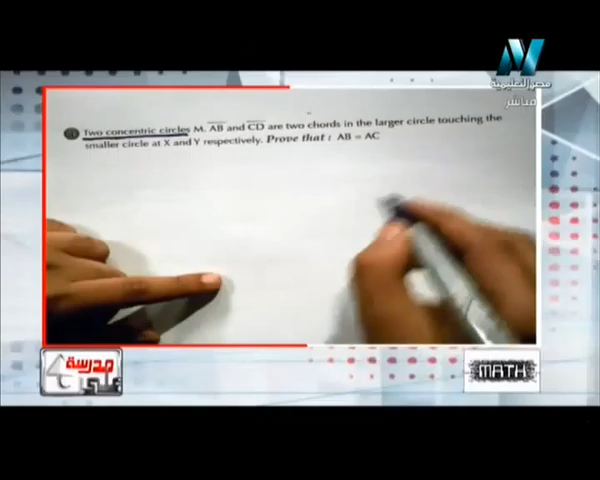 مصر التعليمية
مباشر
Two concentric circles M. AB and CD are two chords in the larger circle touching the
smaller circle at X and Y respectively. Prove that : AB = AC
مدرسة
على
MATH